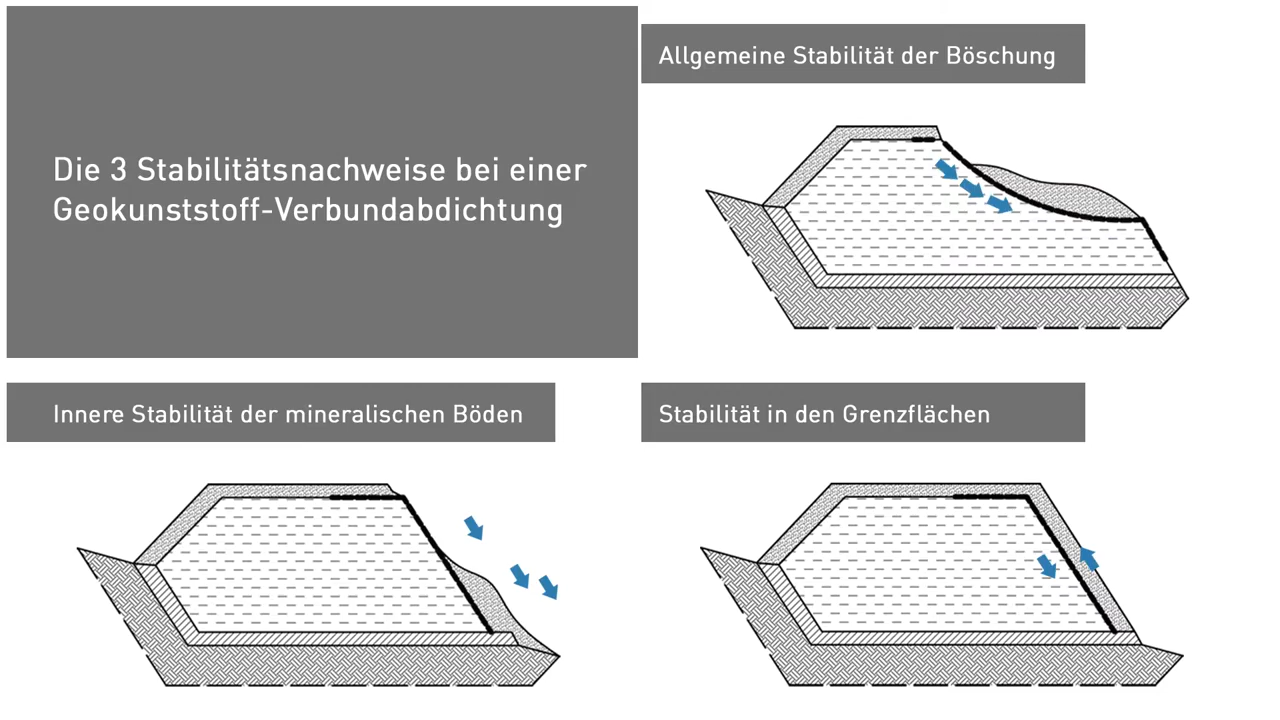 Die 3 Stabilitätsnachweise bei einer
Geokunststoff-Verbundabdichtung
Allgemeine Stabilität der Böschung
Innere Stabilität der mineralischen Böden
Stabilität in den Grenzflächen